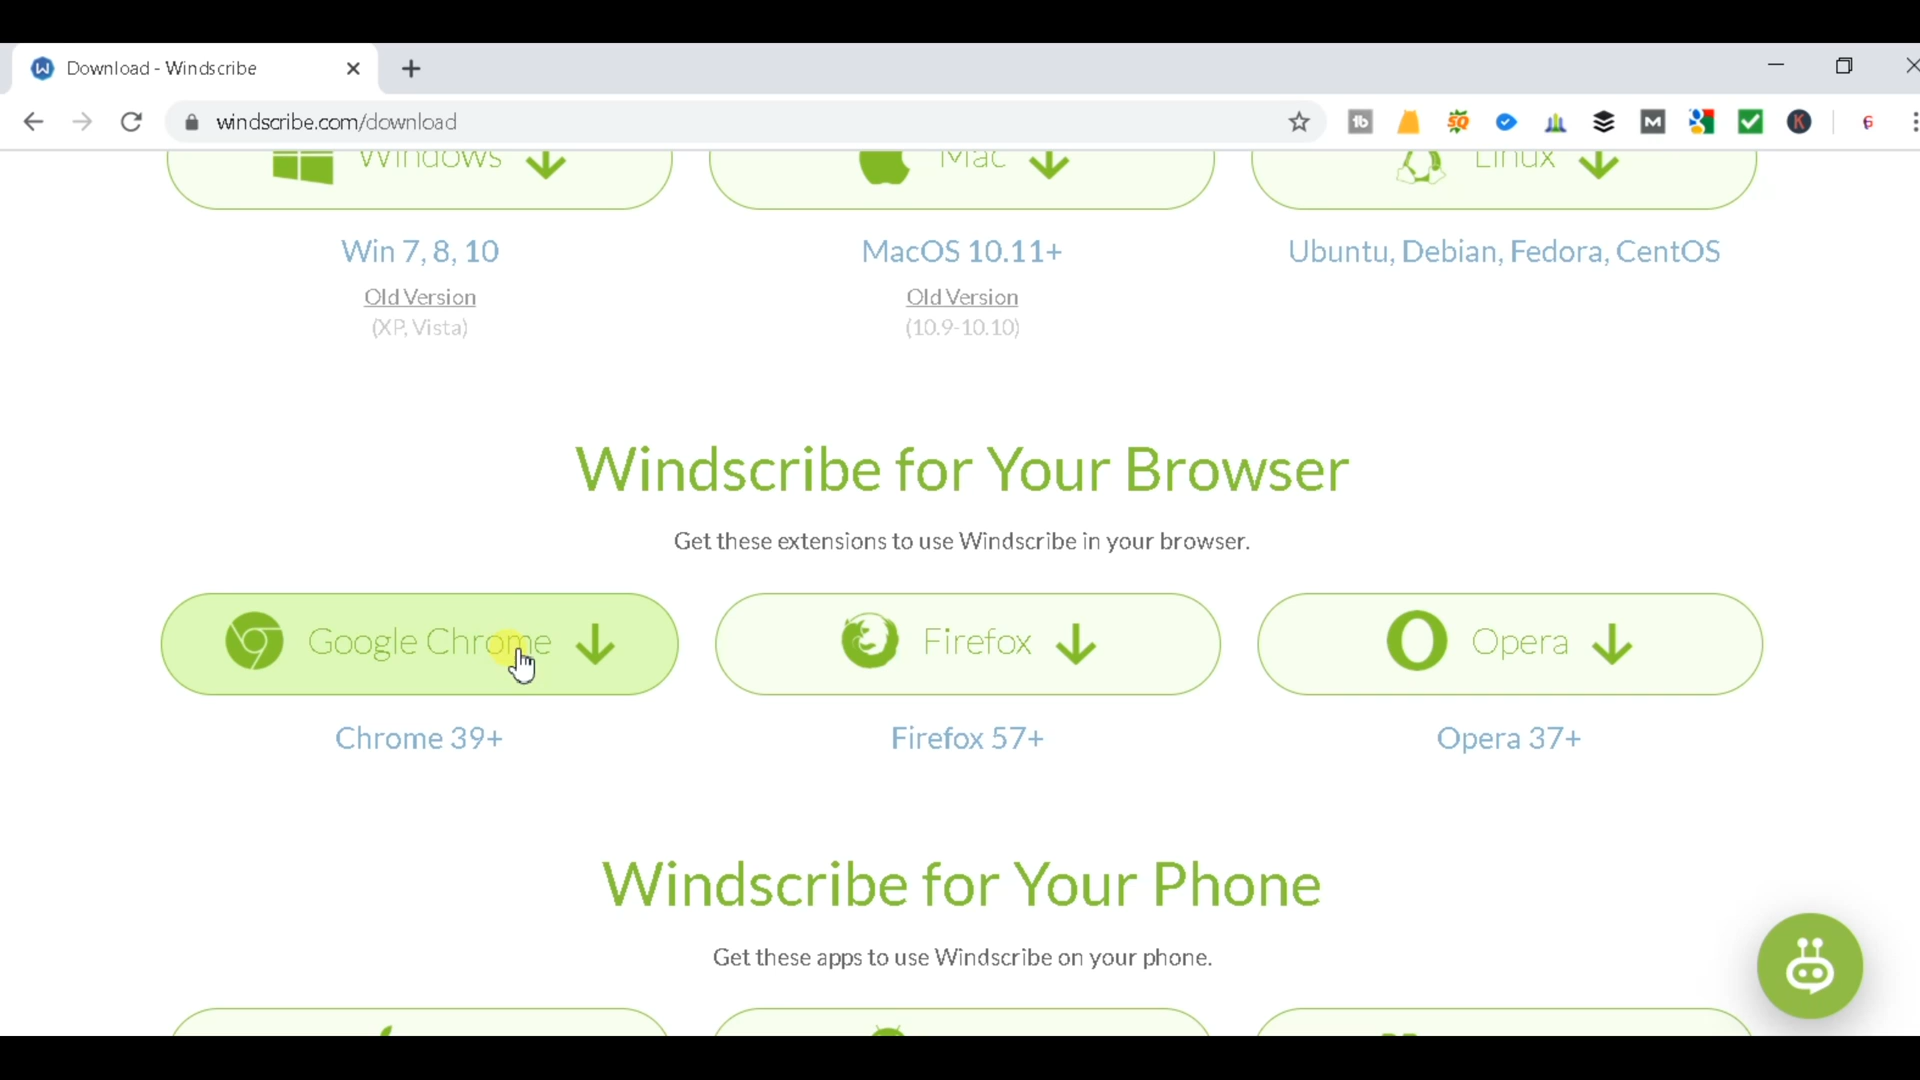 Download - Windscribe
windscribe.com/download
Windows
Mac
Linux
Win 7, 8, 10
MacOS 10.11+
Ubuntu, Debian, Fedora, CentOS
Old Version
(XP, Vista)
Old Version
(10.9-10.10)
Windscribe for Your Browser
Get these extensions to use Windscribe in your browser.
Google Chrome
Firefox
Opera
Chrome 39+
Firefox 57+
Opera 37+
Windscribe for Your Phone
Get these apps to use Windscribe on your phone.